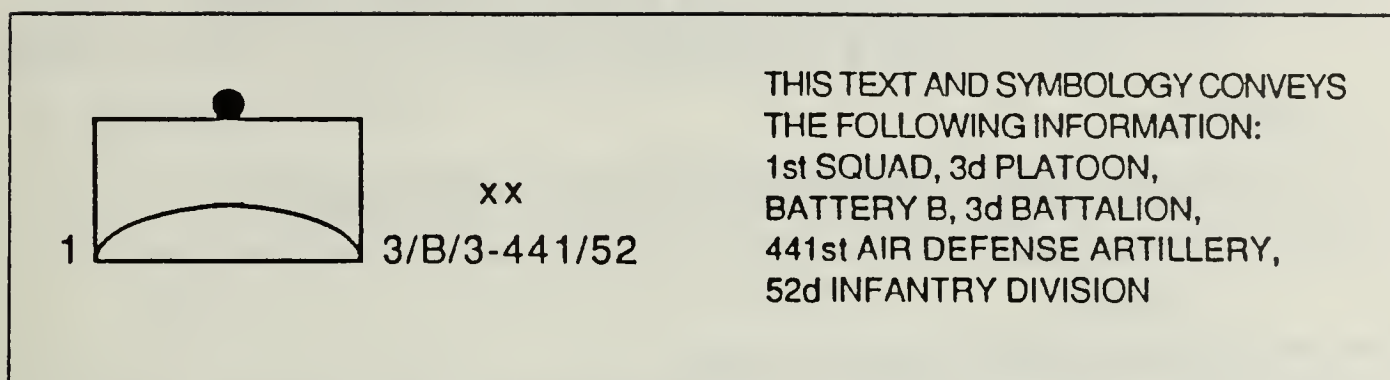 THIS TEXT AND SYMBOLOGY CONVEYS
THE FOLLOWING INFORMATION:
1st SQUAD, 3d PLATOON,
BATTERY B, 3d BATTALION,
441st AIR DEFENSE ARTILLERY,
52d INFANTRY DIVISION
xx
1 3/B/3-441/52